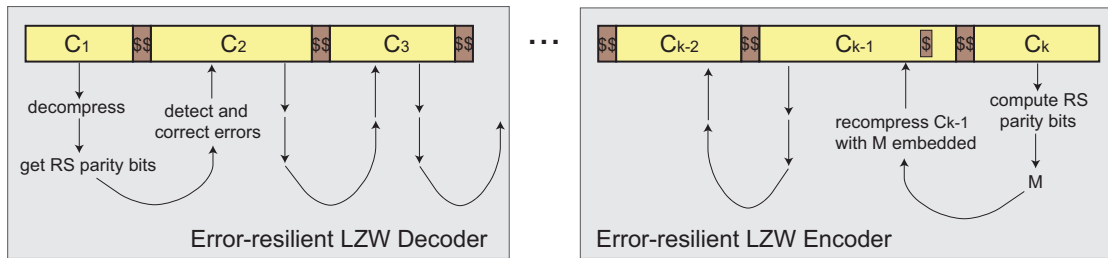 C1 $$ C2 $$ C3 $$ ... $$ Ck-2 $$ Ck-1 $ $$ Ck
decompress
get RS parity bits
detect and
correct errors
recompress Ck-1
with M embedded
compute RS
parity bits
M
Error-resilient LZW Decoder
Error-resilient LZW Encoder